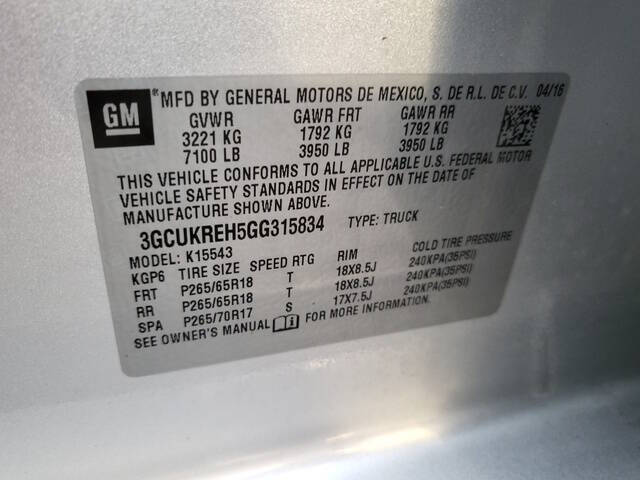 GM ® MFD BY GENERAL MOTORS DE MEXICO, S. DE R.L. DE C.V. 04/16
GVWR GAWR FRT GAWR RR
3221 KG 1792 KG 1792 KG
7100 LB 3950 LB 3950 LB
THIS VEHICLE CONFORMS TO ALL APPLICABLE U.S. FEDERAL MOTOR
VEHICLE SAFETY STANDARDS IN EFFECT ON THE DATE OF
MANUFACTURE SHOWN ABOVE.
3GCUKREH5GG315834 TYPE: TRUCK
MODEL: K15543
KGP6 TIRE SIZE SPEED RTG RIM COLD TIRE PRESSURE
FRT P265/65R18 T 18X8.5J 240KPA(35PSI)
RR P265/65R18 T 18X8.5J 240KPA(35PSI)
SPA P265/70R17 S 17X7.5J 240KPA(35PSI)
SEE OWNER'S MANUAL FOR MORE INFORMATION.